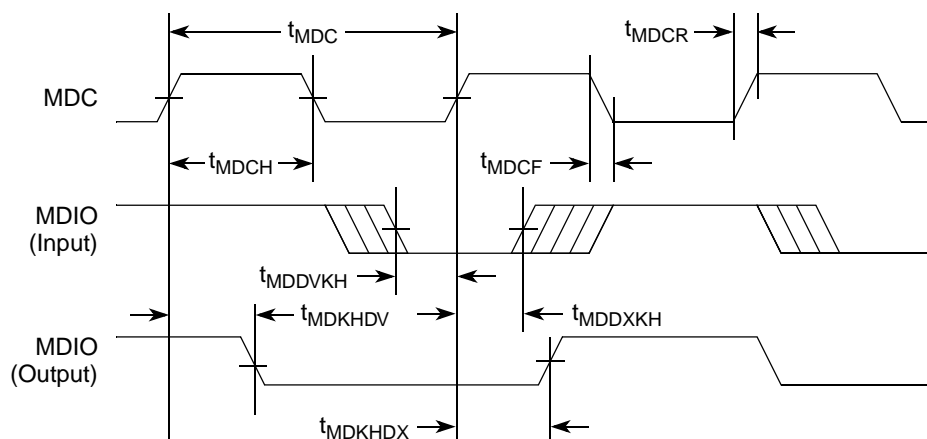 tMDC
tMDCR
MDC
tMDCH
tMDCF
MDIO
(Input)
tMDDVKH
tMDKHDV
tMDDXKH
MDIO
(Output)
tMDKHDX